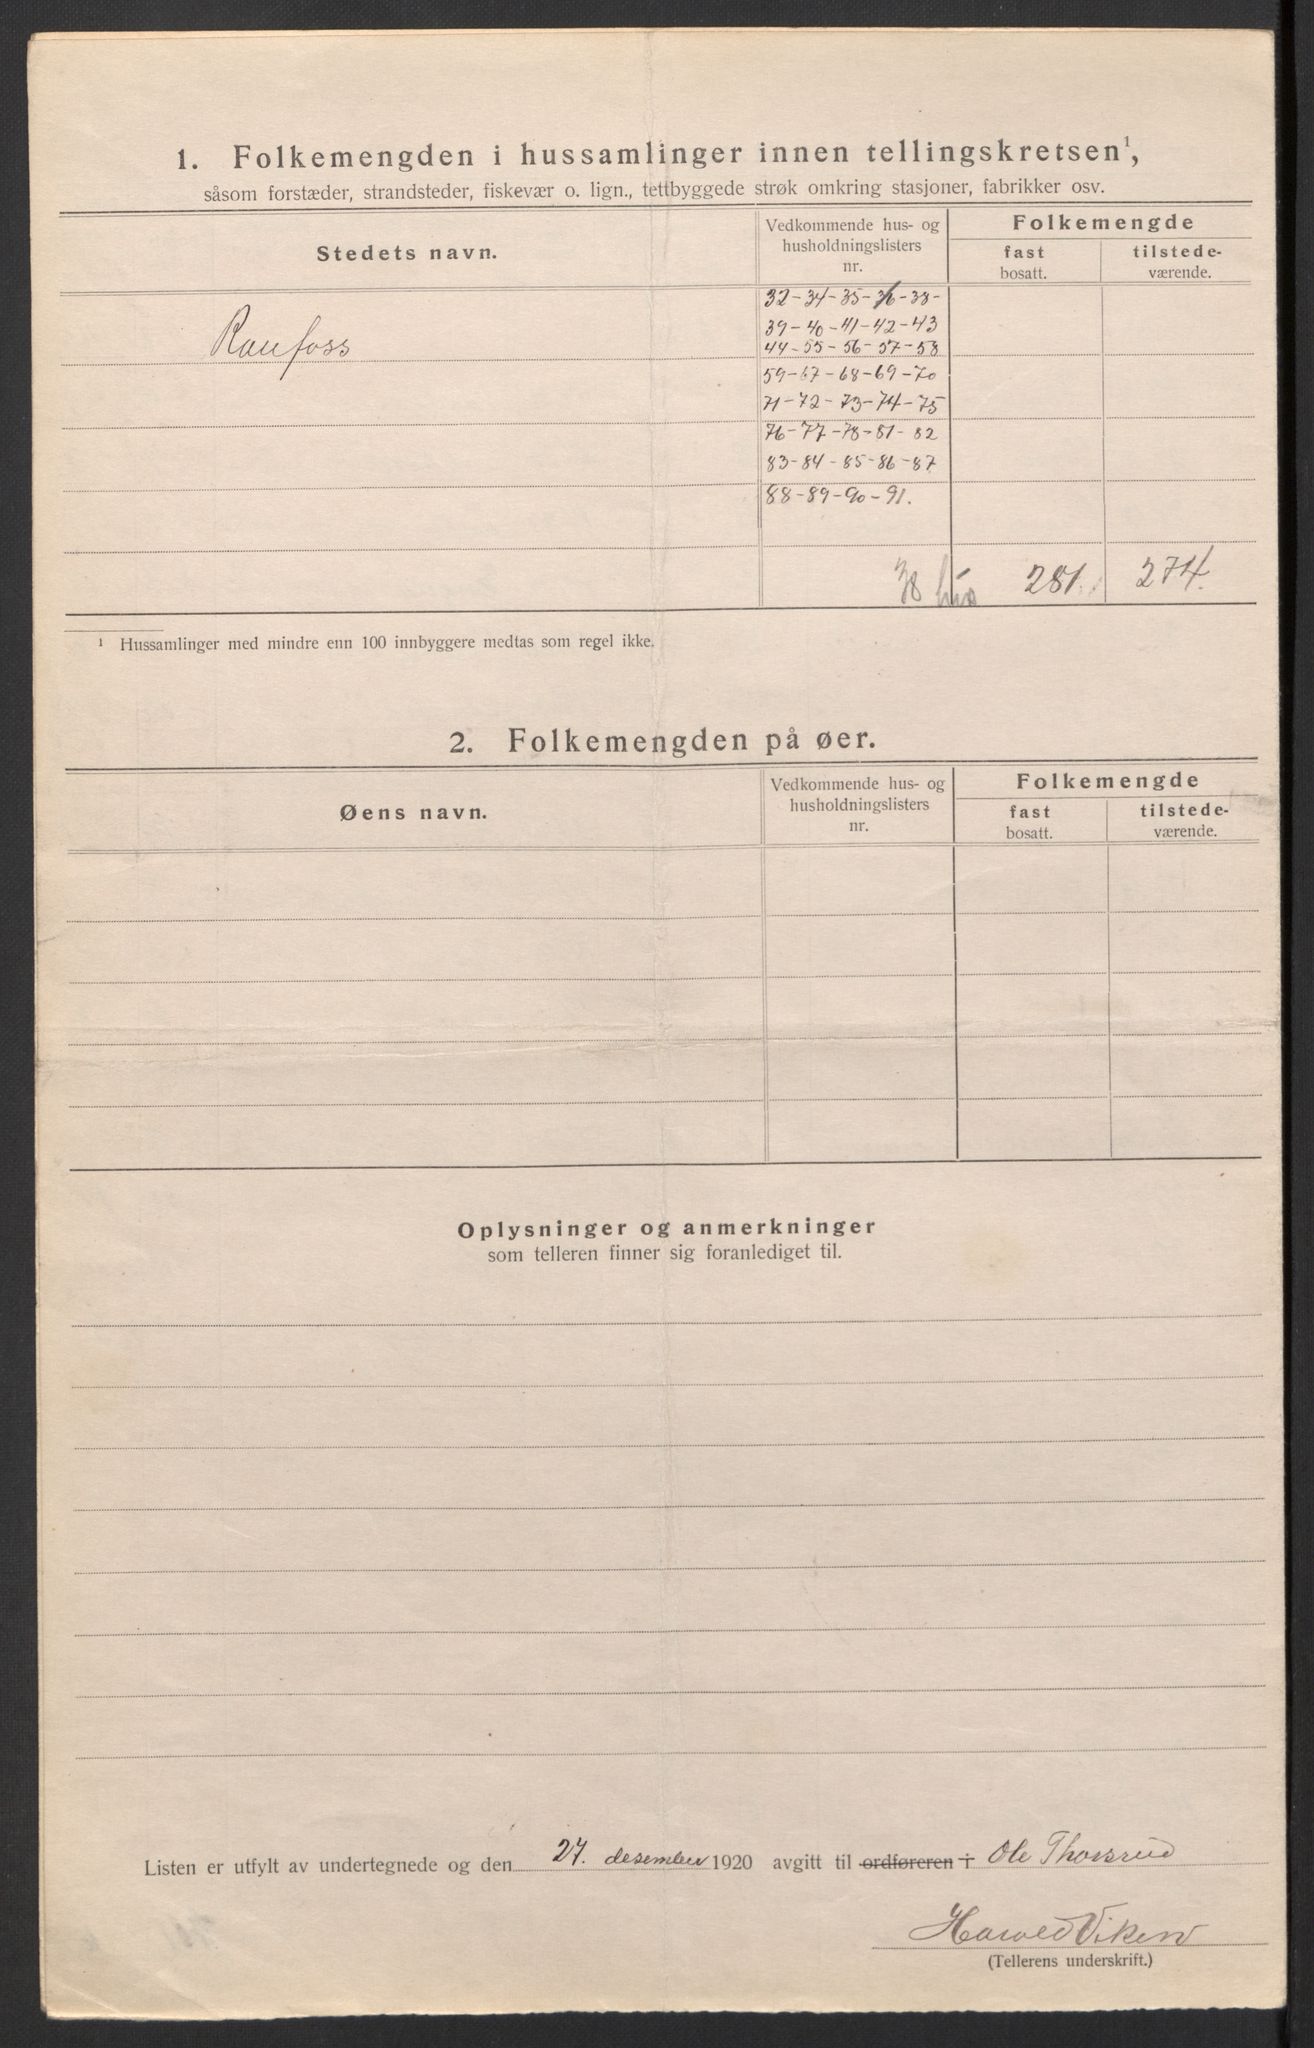 1. Folkemengden i hussamlinger innen tellingskretsen¹,
såsom forstæder, strandsteder, fiskevær o. lign., tettbyggede strøk omkring stasjoner, fabrikker osv.
Stedets navn.
Vedkommende hus- og
husholdningslisters
nr.
Folkemengde
fast
bosatt.
tilstede-
værende.
Raufoss
32-34-35-36-38-
39-40-41-42-43
44-55-56-57-58
59-67-68-69-70
71-72-73-74-75
76-77-78-81-82
83-84-85-86-87
88-89-90-91.
38 hus 281. 274.
¹ Hussamlinger med mindre enn 100 innbyggere medtas som regel ikke.
2. Folkemengden på øer.
Øens navn.
Vedkommende hus- og
husholdningslisters
nr.
Folkemengde
fast
bosatt.
tilstede-
værende.
Oplysninger og anmerkninger
som telleren finner sig foranlediget til.
Listen er utfylt av undertegnede og den 27. desember 1920 avgitt til ordføreren i Ole Thorsrud
Harald Viken
(Tellerens underskrift.)